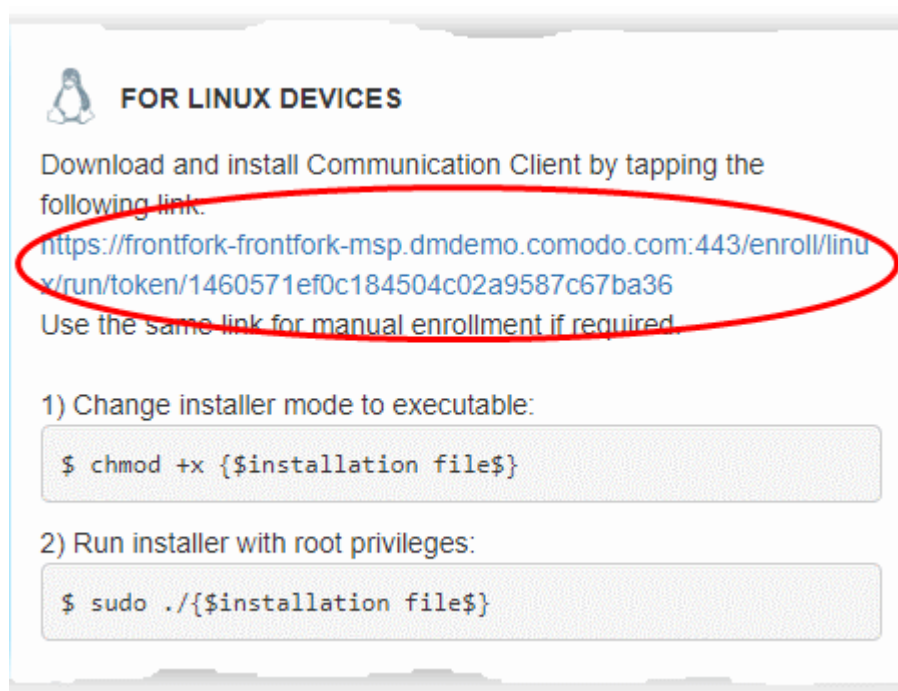 FOR LINUX DEVICES
Download and install Communication Client by tapping the
following link:
https://frontfork-frontfork-msp.dmdemo.comodo.com:443/enroll/linu
x/run/token/1460571ef0c184504c02a9587c67ba36
Use the same link for manual enrollment if required.
1) Change installer mode to executable:
$ chmod +x {$installation file$}
2) Run installer with root privileges:
$ sudo ./{$installation file$}